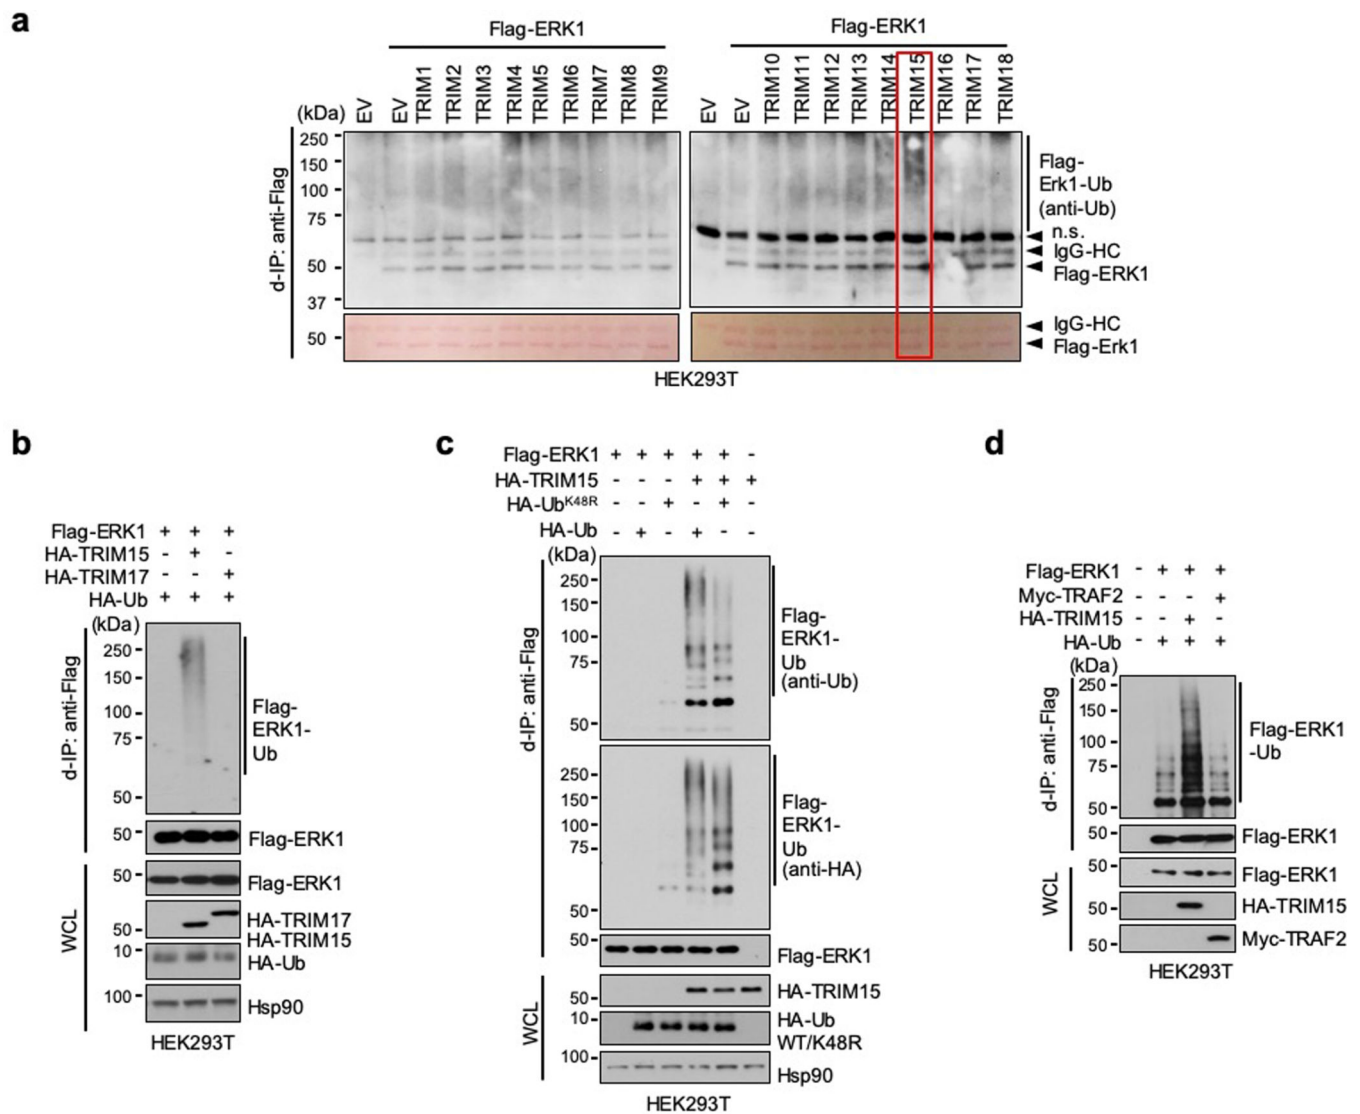 a
Flag-ERK1
Flag-ERK1
(kDa) EV EV TRIM1 TRIM2 TRIM3 TRIM4 TRIM5 TRIM6 TRIM7 TRIM8 TRIM9
EV EV TRIM10 TRIM11 TRIM12 TRIM13 TRIM14 TRIM15 TRIM16 TRIM17 TRIM18
d-IP: anti-Flag
250
150
100
75
50
37
50
Flag-
Erk1-Ub
(anti-Ub)
n.s.
IgG-HC
Flag-ERK1
IgG-HC
Flag-Erk1
HEK293T
b
Flag-ERK1 + + +
HA-TRIM15 - + -
HA-TRIM17 - - +
HA-Ub + + +
(kDa)
d-IP: anti-Flag
250
150
100
75
50
Flag-
ERK1-
Ub
50 Flag-ERK1
WCL
50 Flag-ERK1
50 HA-TRIM17
HA-TRIM15
10 HA-Ub
100 Hsp90
HEK293T
c
Flag-ERK1 + + + + + -
HA-TRIM15 - - - + + +
HA-UbK48R - - + - + -
HA-Ub - + - + - -
(kDa)
d-IP: anti-Flag
250
150
100
75
50
Flag-
ERK1-
Ub
(anti-Ub)
250
150
100
75
50
Flag-
ERK1-
Ub
(anti-HA)
50 Flag-ERK1
WCL
50 HA-TRIM15
10 HA-Ub
WT/K48R
100 Hsp90
HEK293T
d
Flag-ERK1 - + + +
Myc-TRAF2 - - - +
HA-TRIM15 - - + -
HA-Ub - + + +
(kDa)
d-IP: anti-Flag
250
150
100
75
50
Flag-ERK1
-Ub
50 Flag-ERK1
WCL
50 Flag-ERK1
50 HA-TRIM15
50 Myc-TRAF2
HEK293T